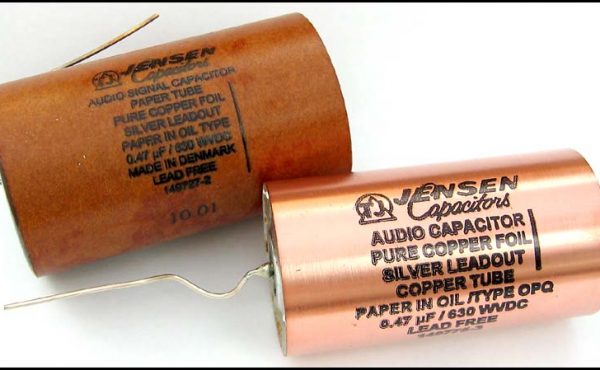 JENSEN
Capacitors
AUDIO SIGNAL CAPACITOR
PAPER TUBE
PURE COPPER FOIL
SILVER LEADOUT
PAPER IN OIL TYPE
0.47 µF / 630 WVDC
MADE IN DENMARK
LEAD FREE
149727-2
10 01
JENSEN
Capacitors
AUDIO CAPACITOR
PURE COPPER FOIL
SILVER LEADOUT
COPPER TUBE
PAPER IN OIL /TYPE OPQ
0.47 µF / 630 WVDC
LEAD FREE